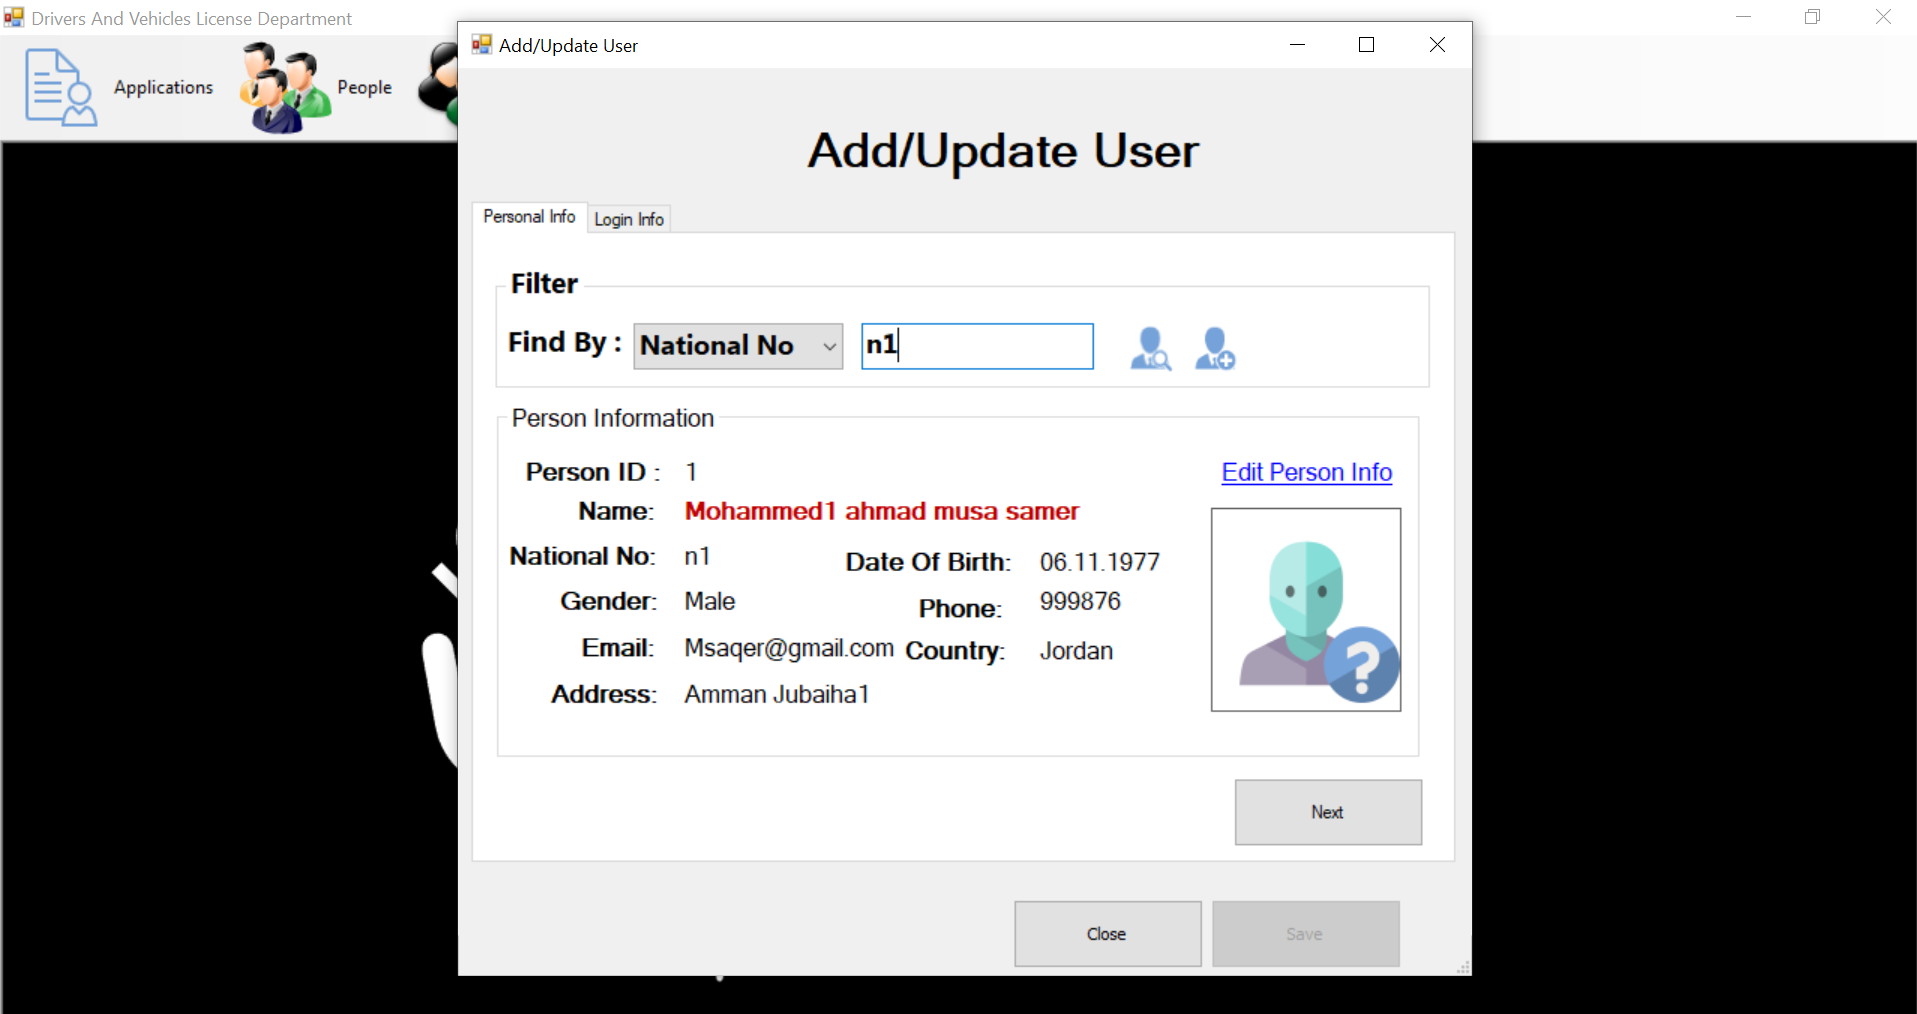 Drivers And Vehicles License Department
Applications
People
Add/Update User
Add/Update User
Personal Info
Login Info
Filter
Find By :
National No
n1
Person Information
Person ID : 1
Edit Person Info
Name: Mohammed1 ahmad musa samer
National No: n1
Date Of Birth: 06.11.1977
Gender: Male
Phone: 999876
Email: Msaqer@gmail.com
Country: Jordan
Address: Amman Jubaiha1
?
Next
Close
Save